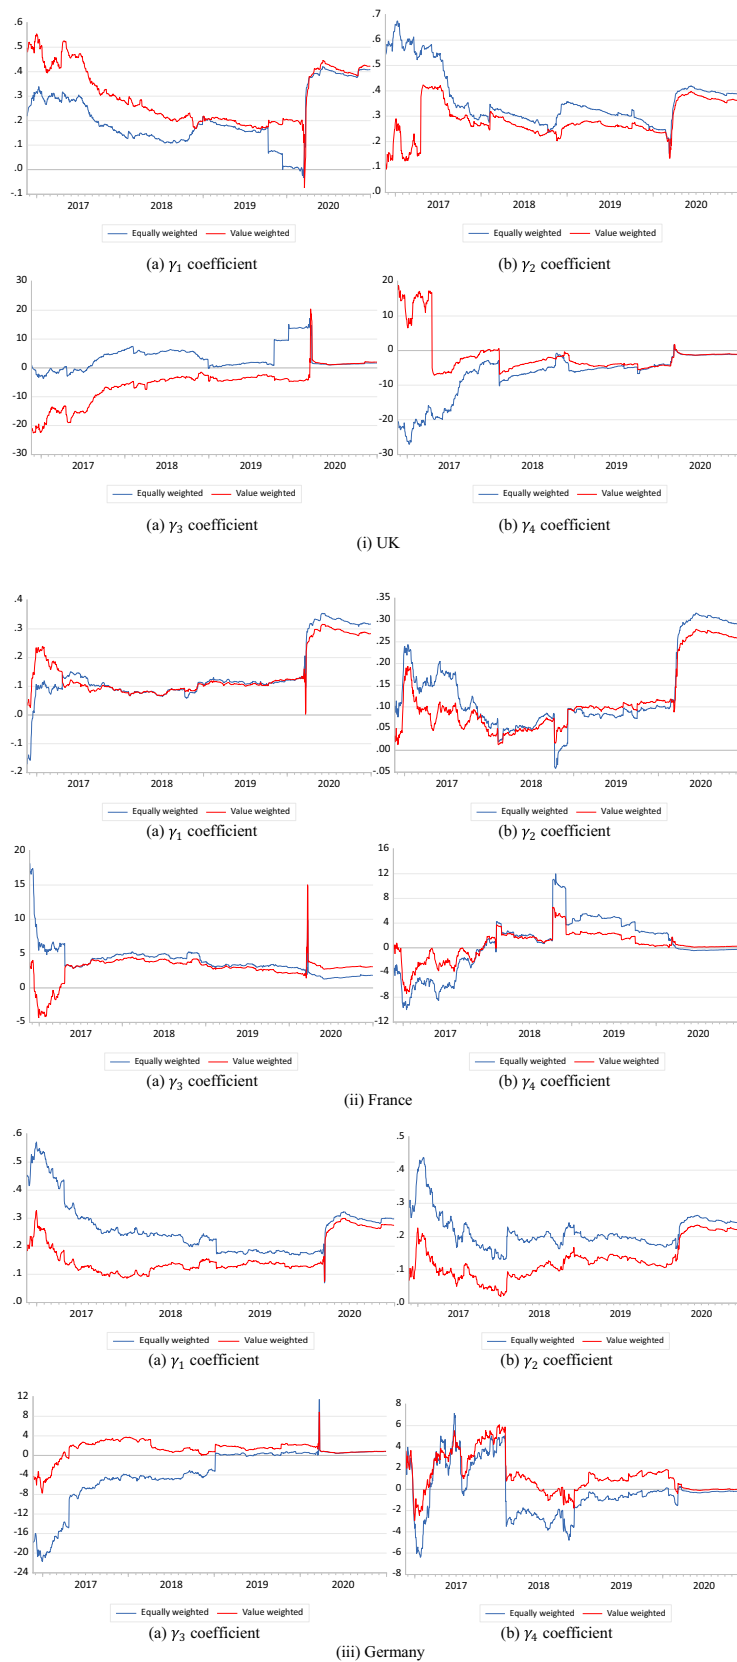 .6
.5
.4
.3
.2
.1
.0
-.1
2017 2018 2019 2020
Equally weighted Value weighted
(a) γ1 coefficient
.7
.6
.5
.4
.3
.2
.1
.0
2017 2018 2019 2020
Equally weighted Value weighted
(b) γ2 coefficient
30
20
10
0
-10
-20
-30
2017 2018 2019 2020
Equally weighted Value weighted
(a) γ3 coefficient
20
10
0
-10
-20
-30
2017 2018 2019 2020
Equally weighted Value weighted
(b) γ4 coefficient
(i) UK
.4
.3
.2
.1
.0
-.1
-.2
2017 2018 2019 2020
Equally weighted Value weighted
(a) γ1 coefficient
.35
.30
.25
.20
.15
.10
.05
.00
-.05
2017 2018 2019 2020
Equally weighted Value weighted
(b) γ2 coefficient
20
15
10
5
0
-5
2017 2018 2019 2020
Equally weighted Value weighted
(a) γ3 coefficient
16
12
8
4
0
-4
-8
-12
2017 2018 2019 2020
Equally weighted Value weighted
(b) γ4 coefficient
(ii) France
.6
.5
.4
.3
.2
.1
.0
2017 2018 2019 2020
Equally weighted Value weighted
(a) γ1 coefficient
.5
.4
.3
.2
.1
.0
2017 2018 2019 2020
Equally weighted Value weighted
(b) γ2 coefficient
12
8
4
0
-4
-8
-12
-16
-20
-24
2017 2018 2019 2020
Equally weighted Value weighted
(a) γ3 coefficient
8
6
4
2
0
-2
-4
-6
-8
2017 2018 2019 2020
Equally weighted Value weighted
(b) γ4 coefficient
(iii) Germany